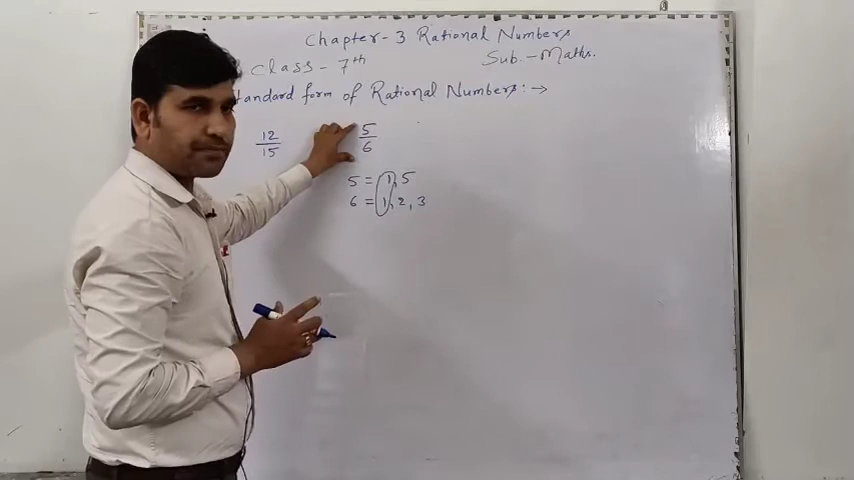 Chapter - 3 Rational Numbers
Class - 7th
Sub. - Maths.
Standard form of Rational Numbers :- →
12/15
5/6
5 = 1, 5
6 = 1, 2, 3